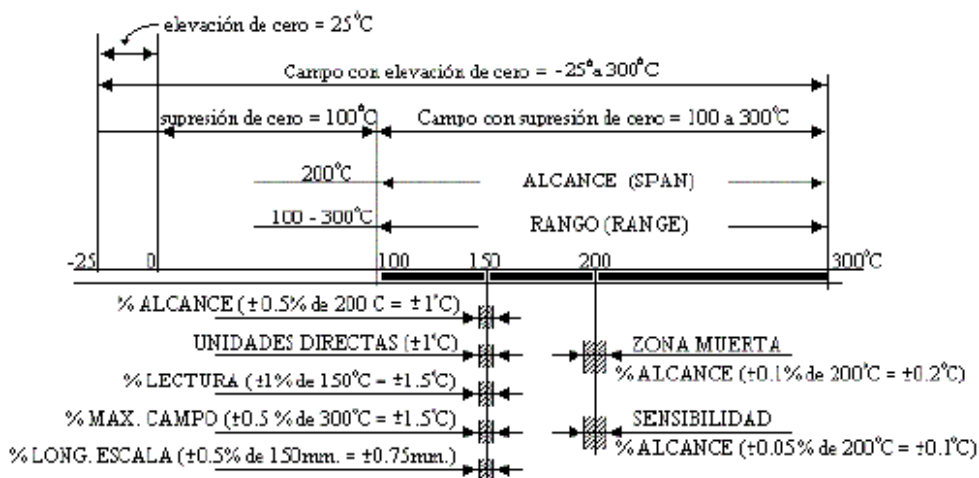 elevación de cero = 25°C
Campo con elevación de cero = -25°a 300°C
supresión de cero = 100°C
Campo con supresión de cero = 100 a 300°C
200°C
ALCANCE (SPAN)
100 - 300°C
RANGO (RANGE)
-25 0 100 150 200 300°C
% ALCANCE (±0.5% de 200 C = ±1°C)
UNIDADES DIRECTAS (±1°C)
ZONA MUERTA
% ALCANCE (±0.1% de 200°C = ±0.2°C)
% LECTURA (±1% de 150°C = ±1.5°C)
% MAX. CAMPO (±0.5 % de 300°C = ±1.5°C)
SENSIBILIDAD
% ALCANCE (±0.05% de 200°C = ±0.1°C)
% LONG. ESCALA (±0.5% de 150mm. = ±0.75mm.)